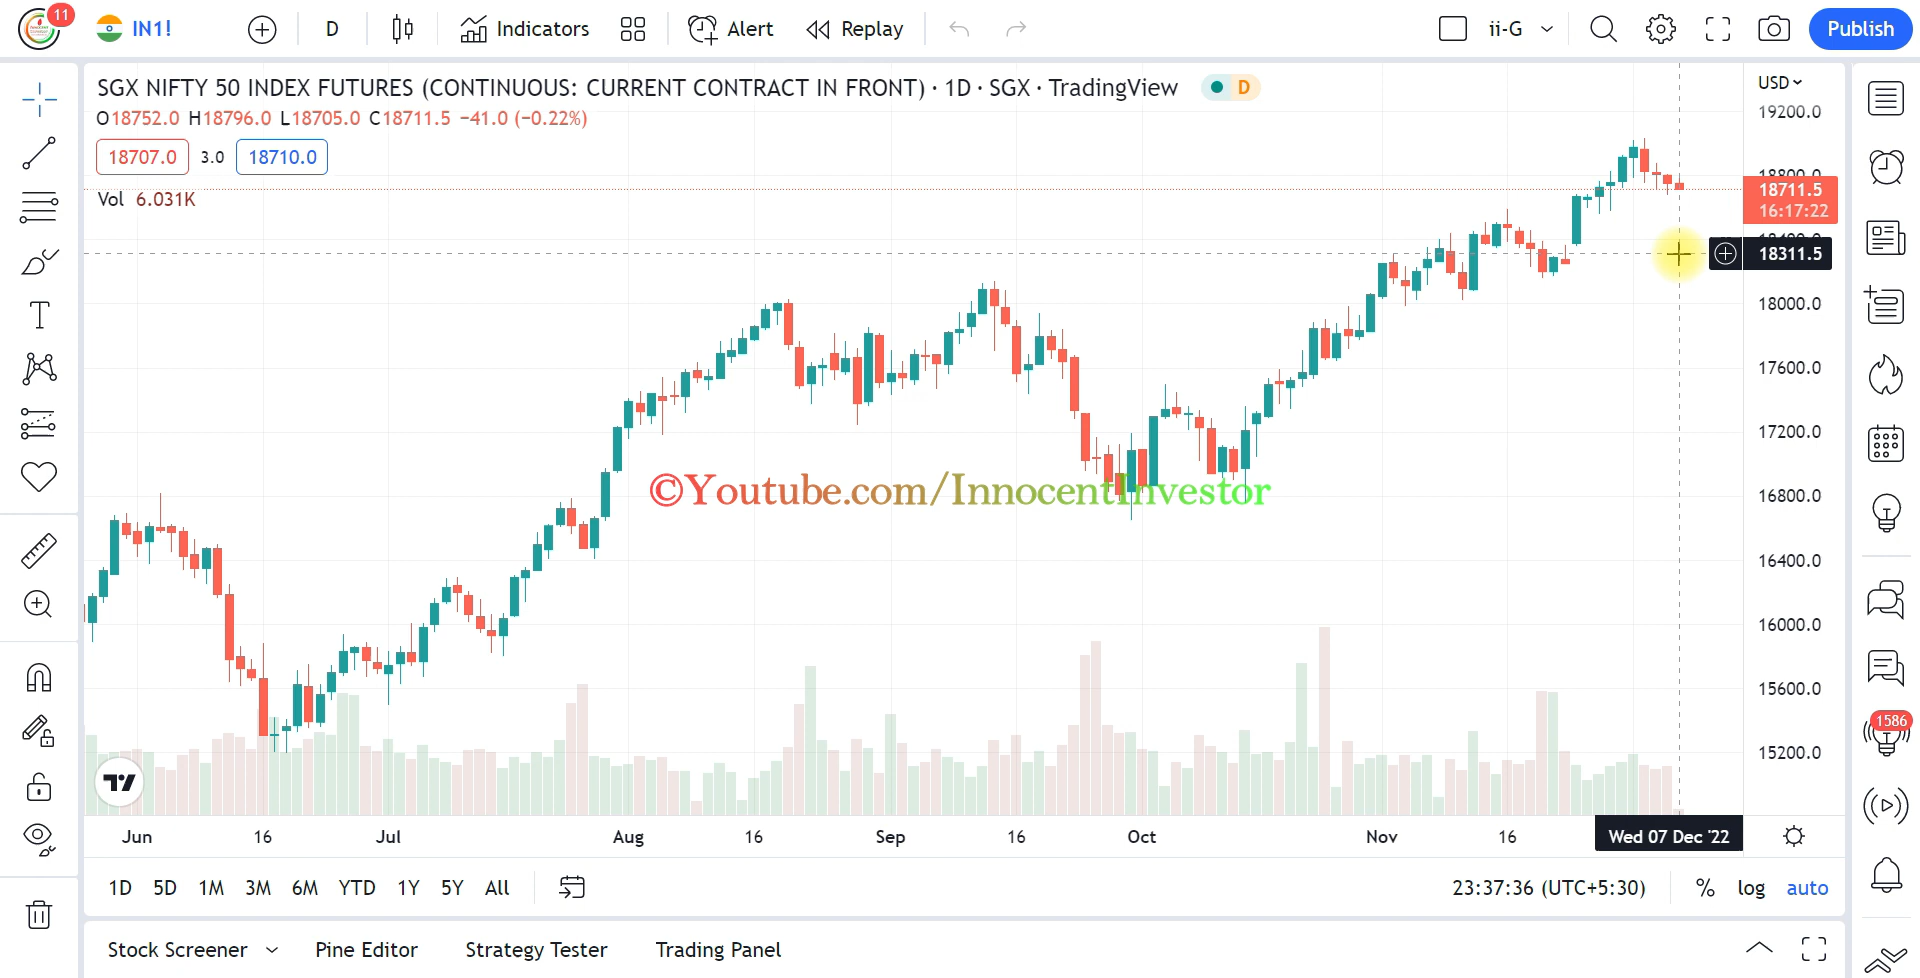 11 IN1! D Indicators Alert Replay ii-G Publish
SGX NIFTY 50 INDEX FUTURES (CONTINUOUS: CURRENT CONTRACT IN FRONT) · 1D · SGX · TradingView D USD
O18752.0 H18796.0 L18705.0 C18711.5 −41.0 (−0.22%)
18707.0 3.0 18710.0
Vol 6.031K
19200.0
18800.0
18711.5
16:17:22
18400.0
18311.5
18000.0
17600.0
17200.0
©Youtube.com/InnocentInvestor
16800.0
16400.0
16000.0
15600.0
1586
15200.0
Jun 16 Jul Aug 16 Sep 16 Oct Nov 16 Wed 07 Dec '22
1D 5D 1M 3M 6M YTD 1Y 5Y All 23:37:36 (UTC+5:30) % log auto
Stock Screener Pine Editor Strategy Tester Trading Panel